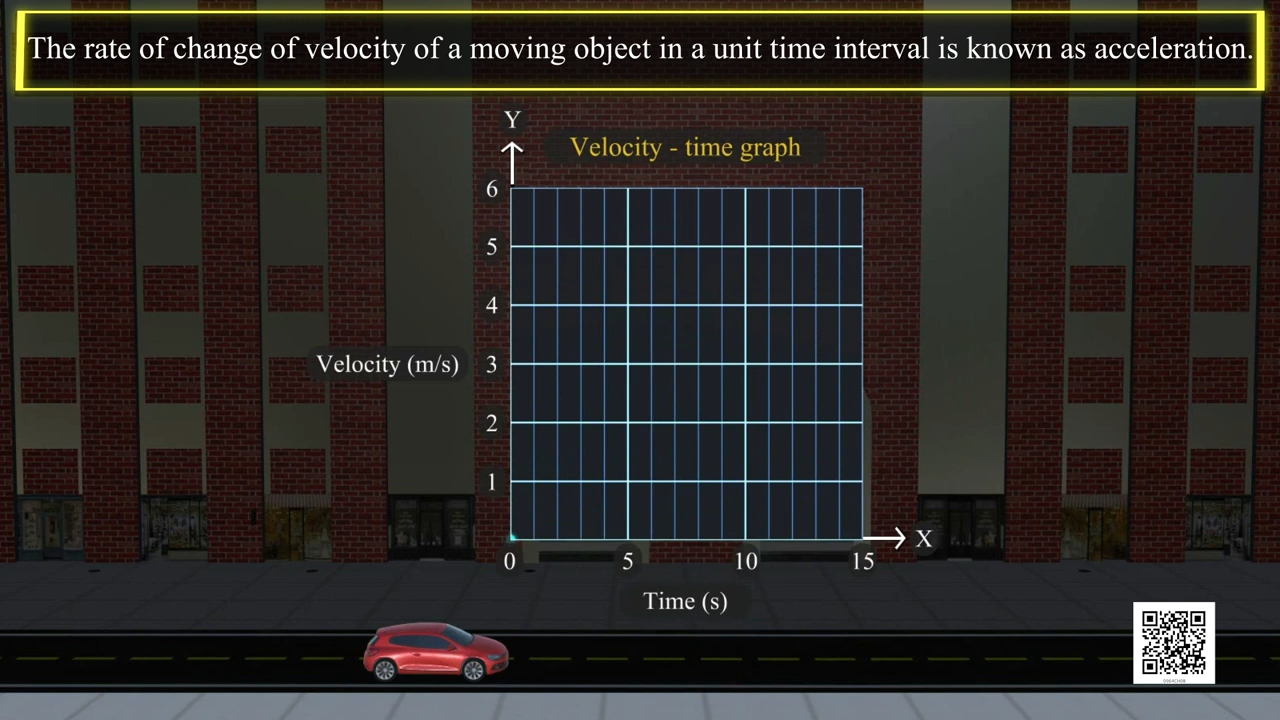 The rate of change of velocity of a moving object in a unit time interval is known as acceleration.
Y
Velocity - time graph
6
5
4
Velocity (m/s)
3
2
1
0 5 10 15 X
Time (s)